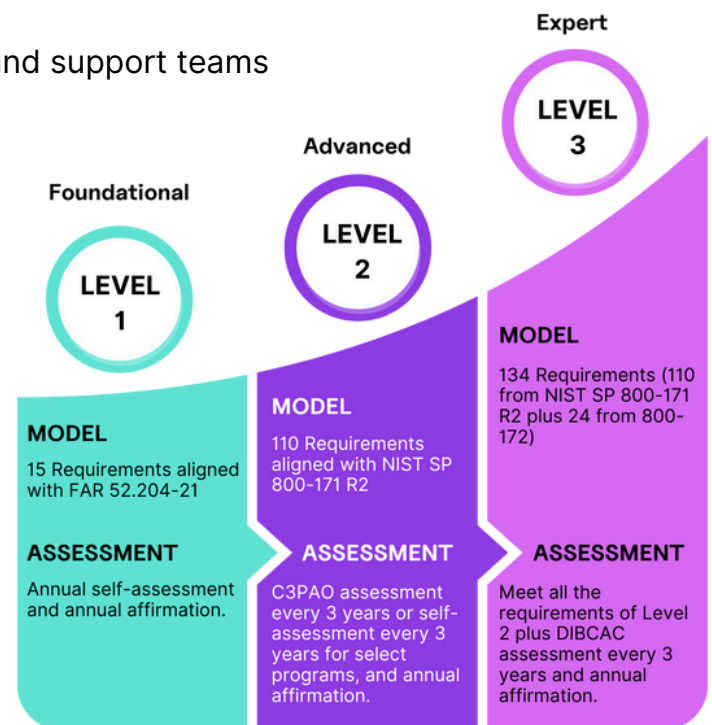 and support teams
Foundational
LEVEL
1
MODEL
15 Requirements aligned
with FAR 52.204-21
ASSESSMENT
Annual self-assessment
and annual affirmation.
Advanced
LEVEL
2
MODEL
110 Requirements
aligned with NIST SP
800-171 R2
ASSESSMENT
C3PAO assessment
every 3 years or self-
assessment every 3
years for select
programs, and annual
affirmation.
Expert
LEVEL
3
MODEL
134 Requirements (110
from NIST SP 800-171
R2 plus 24 from 800-
172)
ASSESSMENT
Meet all the
requirements of Level
2 plus DIBCAC
assessment every 3
years and annual
affirmation.